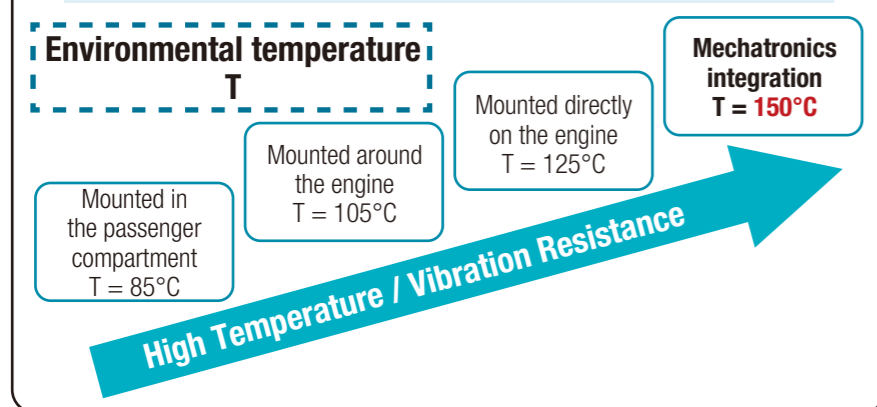 Environmental temperature
T
Mounted in
the passenger
compartment
T = 85°C
Mounted around
the engine
T = 105°C
Mounted directly
on the engine
T = 125°C
Mechatronics
integration
T = 150°C
High Temperature / Vibration Resistance